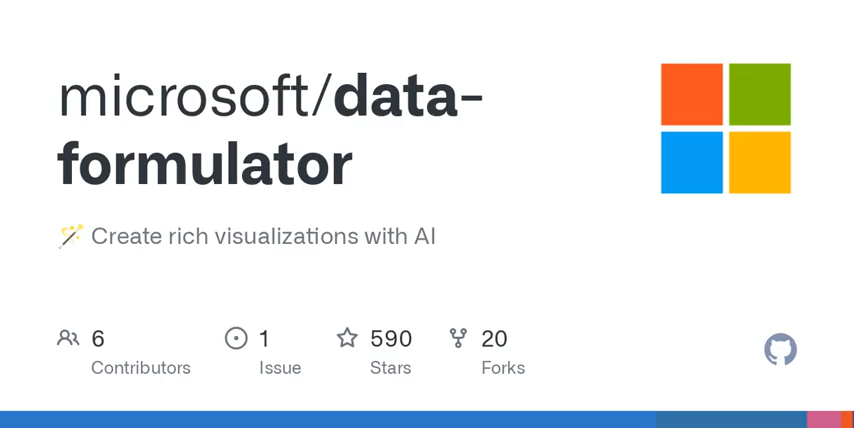 microsoft/data-
formulator
🪄 Create rich visualizations with AI
6 1 590 20
Contributors Issue Stars Forks